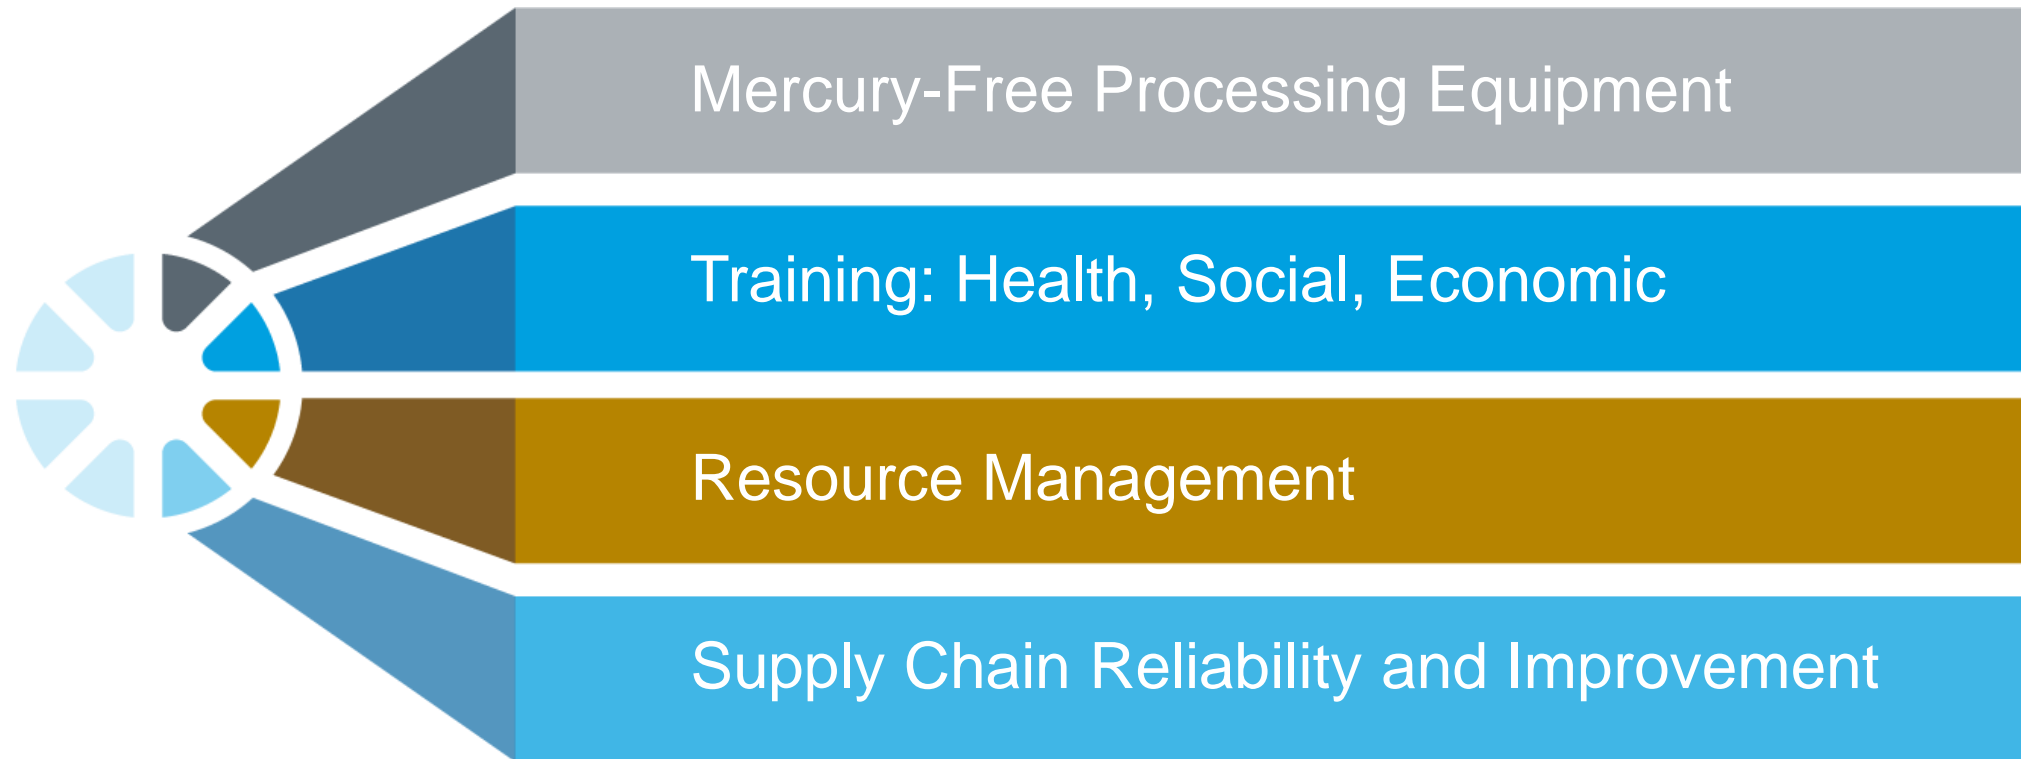 Mercury-Free Processing Equipment
Training: Health, Social, Economic
Resource Management
Supply Chain Reliability and Improvement